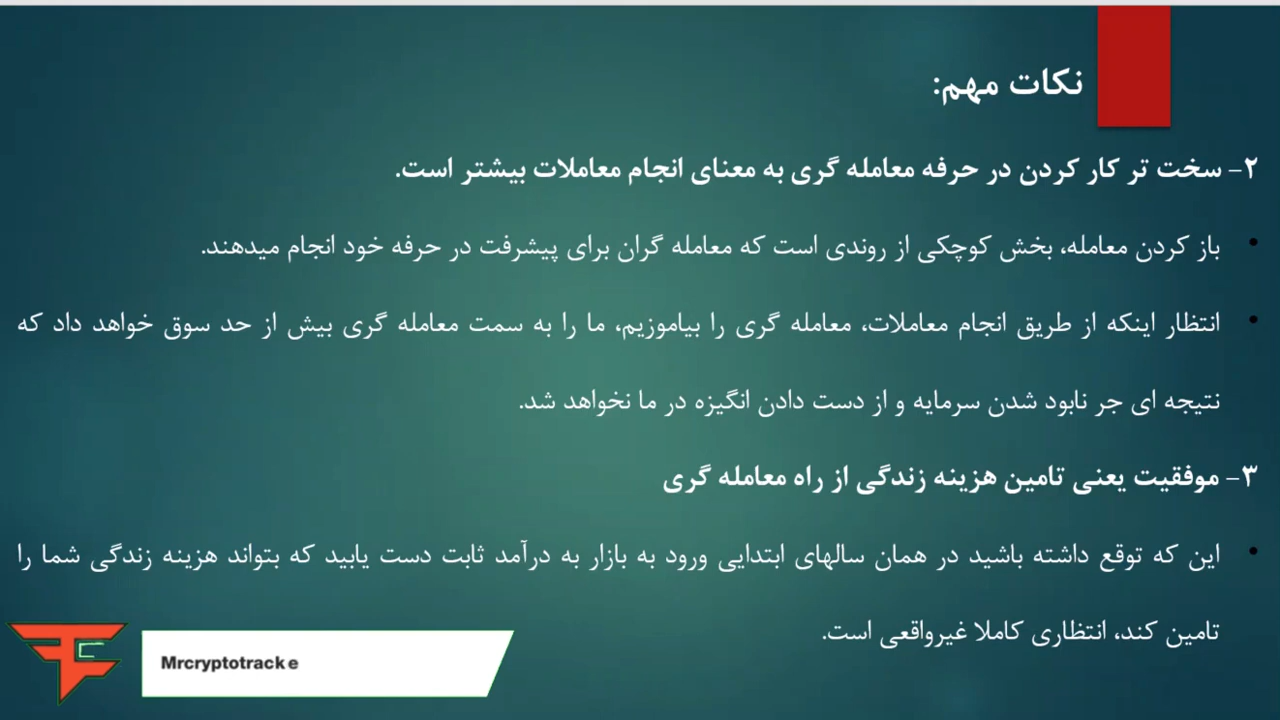 نکات مهم:
۲- سخت تر کار کردن در حرفه معامله گری به معنای انجام معاملات بیشتر است.
باز کردن معامله، بخش کوچکی از روندی است که معامله گران برای پیشرفت در حرفه خود انجام میدهند.
انتظار اینکه از طریق انجام معاملات، معامله گری را بیاموزیم، ما را به سمت معامله گری بیش از حد سوق خواهد داد که
نتیجه ای جر نابود شدن سرمایه و از دست دادن انگیزه در ما نخواهد شد.
۳- موفقیت یعنی تامین هزینه زندگی از راه معامله گری
این که توقع داشته باشید در همان سالهای ابتدایی ورود به بازار به درآمد ثابت دست یابید که بتواند هزینه زندگی شما را
تامین کند، انتظاری کاملا غیرواقعی است.
Mrcryptotrack e